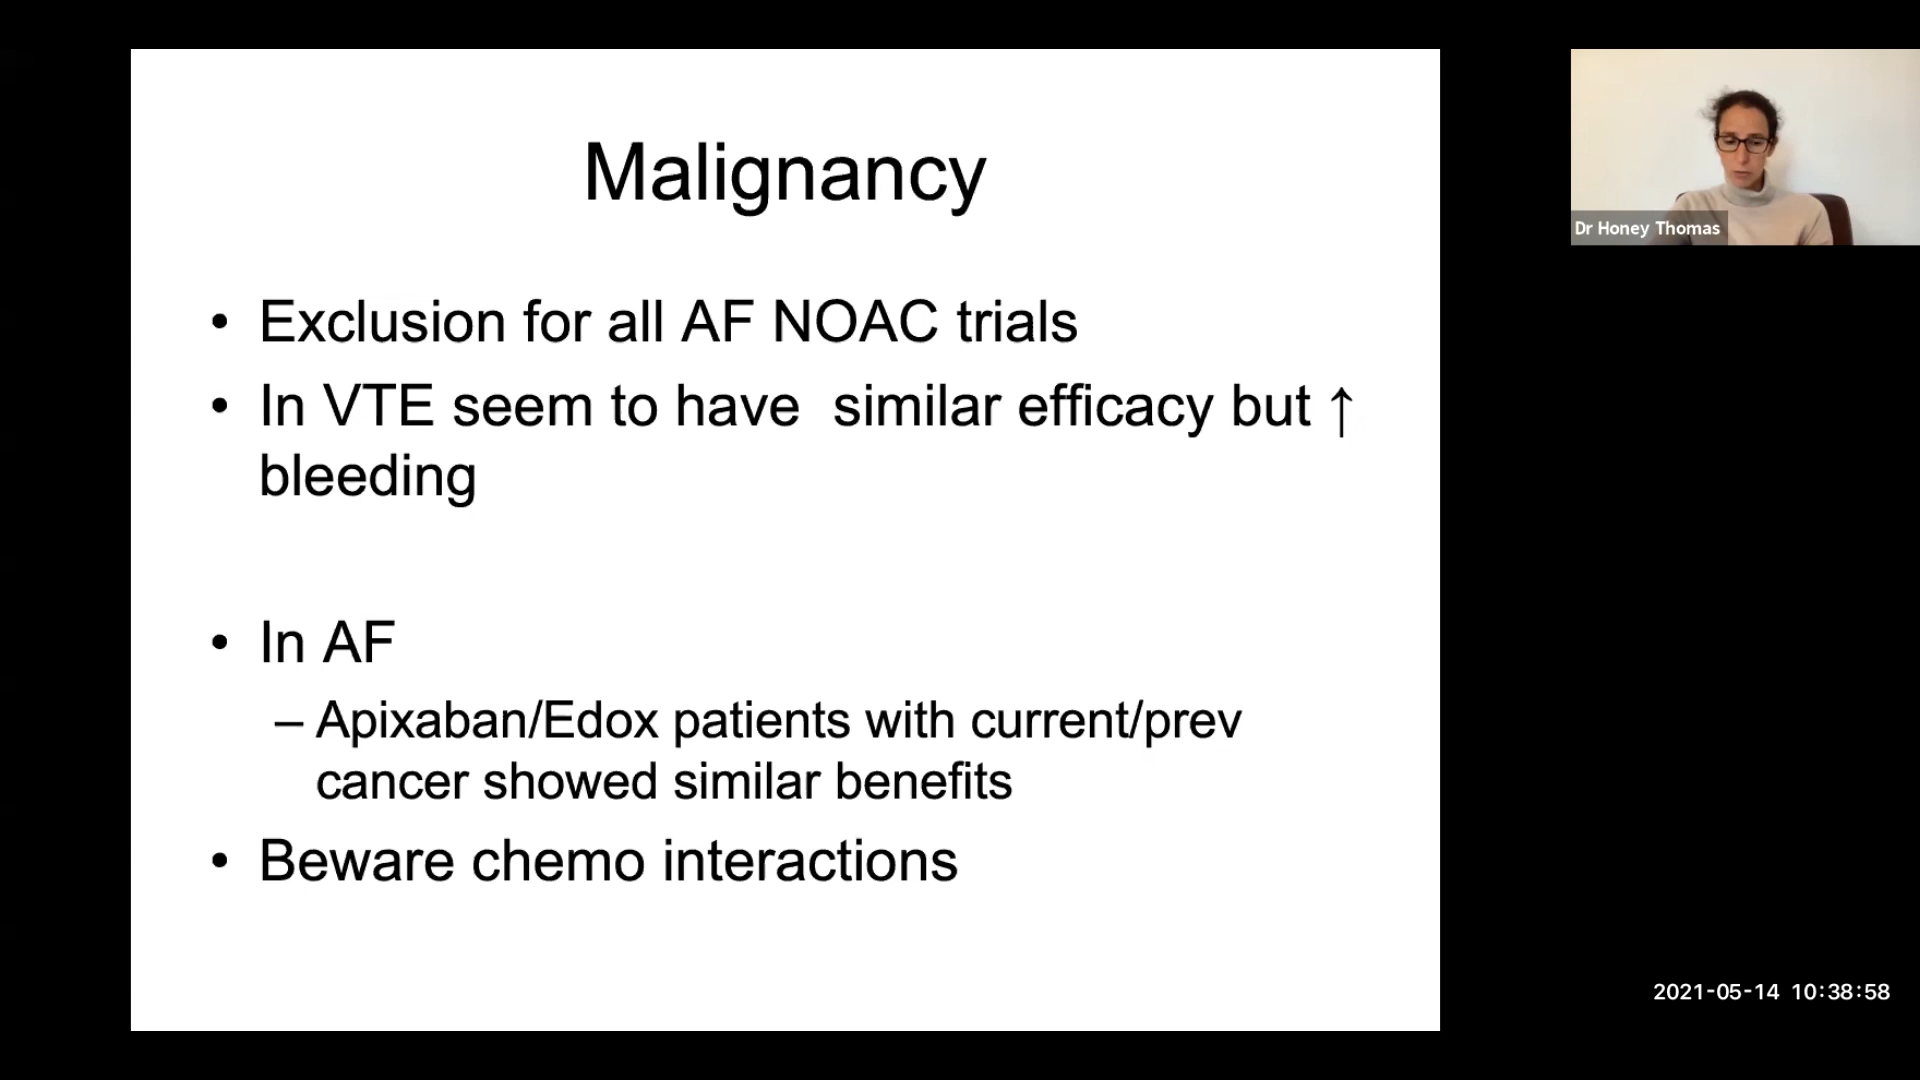 Malignancy
• Exclusion for all AF NOAC trials
• In VTE seem to have  similar efficacy but ↑
bleeding
• In AF
– Apixaban/Edox patients with current/prev
cancer showed similar benefits
• Beware chemo interactions
Dr Honey Thomas
2021-05-14 10:38:58